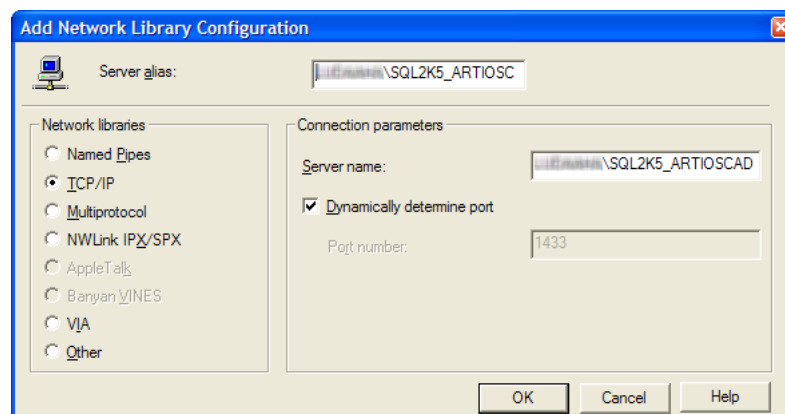 Add Network Library Configuration
Server alias: \SQL2K5_ARTIOSC
Network libraries
Named Pipes
TCP/IP
Multiprotocol
NWLink IPX/SPX
AppleTalk
Banyan VINES
VIA
Other
Connection parameters
Server name: \SQL2K5_ARTIOSCAD
Dynamically determine port
Port number: 1433
OK Cancel Help